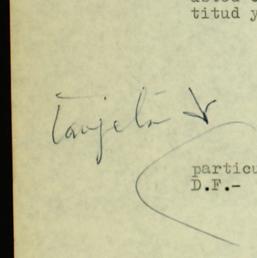 titud y
Tarjeta
particu
D.F.-